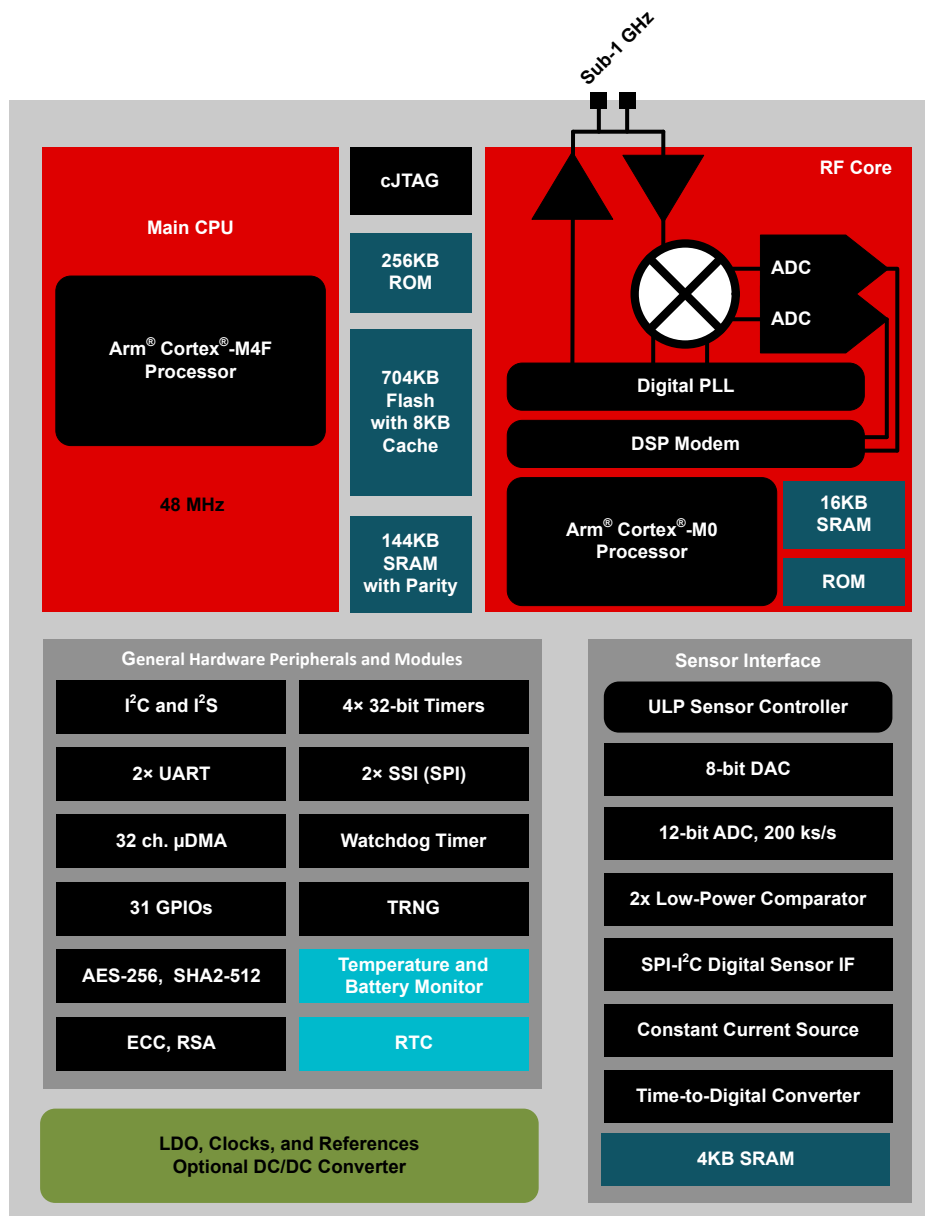 Sub-1 GHz
Main CPU
Arm® Cortex®-M4F
Processor
48 MHz
cJTAG
256KB
ROM
704KB
Flash
with 8KB
Cache
144KB
SRAM
with Parity
RF Core
ADC
ADC
Digital PLL
DSP Modem
Arm® Cortex®-M0
Processor
16KB
SRAM
ROM
General Hardware Peripherals and Modules
I²C and I²S
4× 32-bit Timers
2× UART
2× SSI (SPI)
32 ch. µDMA
Watchdog Timer
31 GPIOs
TRNG
AES-256, SHA2-512
Temperature and
Battery Monitor
ECC, RSA
RTC
LDO, Clocks, and References
Optional DC/DC Converter
Sensor Interface
ULP Sensor Controller
8-bit DAC
12-bit ADC, 200 ks/s
2x Low-Power Comparator
SPI-I²C Digital Sensor IF
Constant Current Source
Time-to-Digital Converter
4KB SRAM